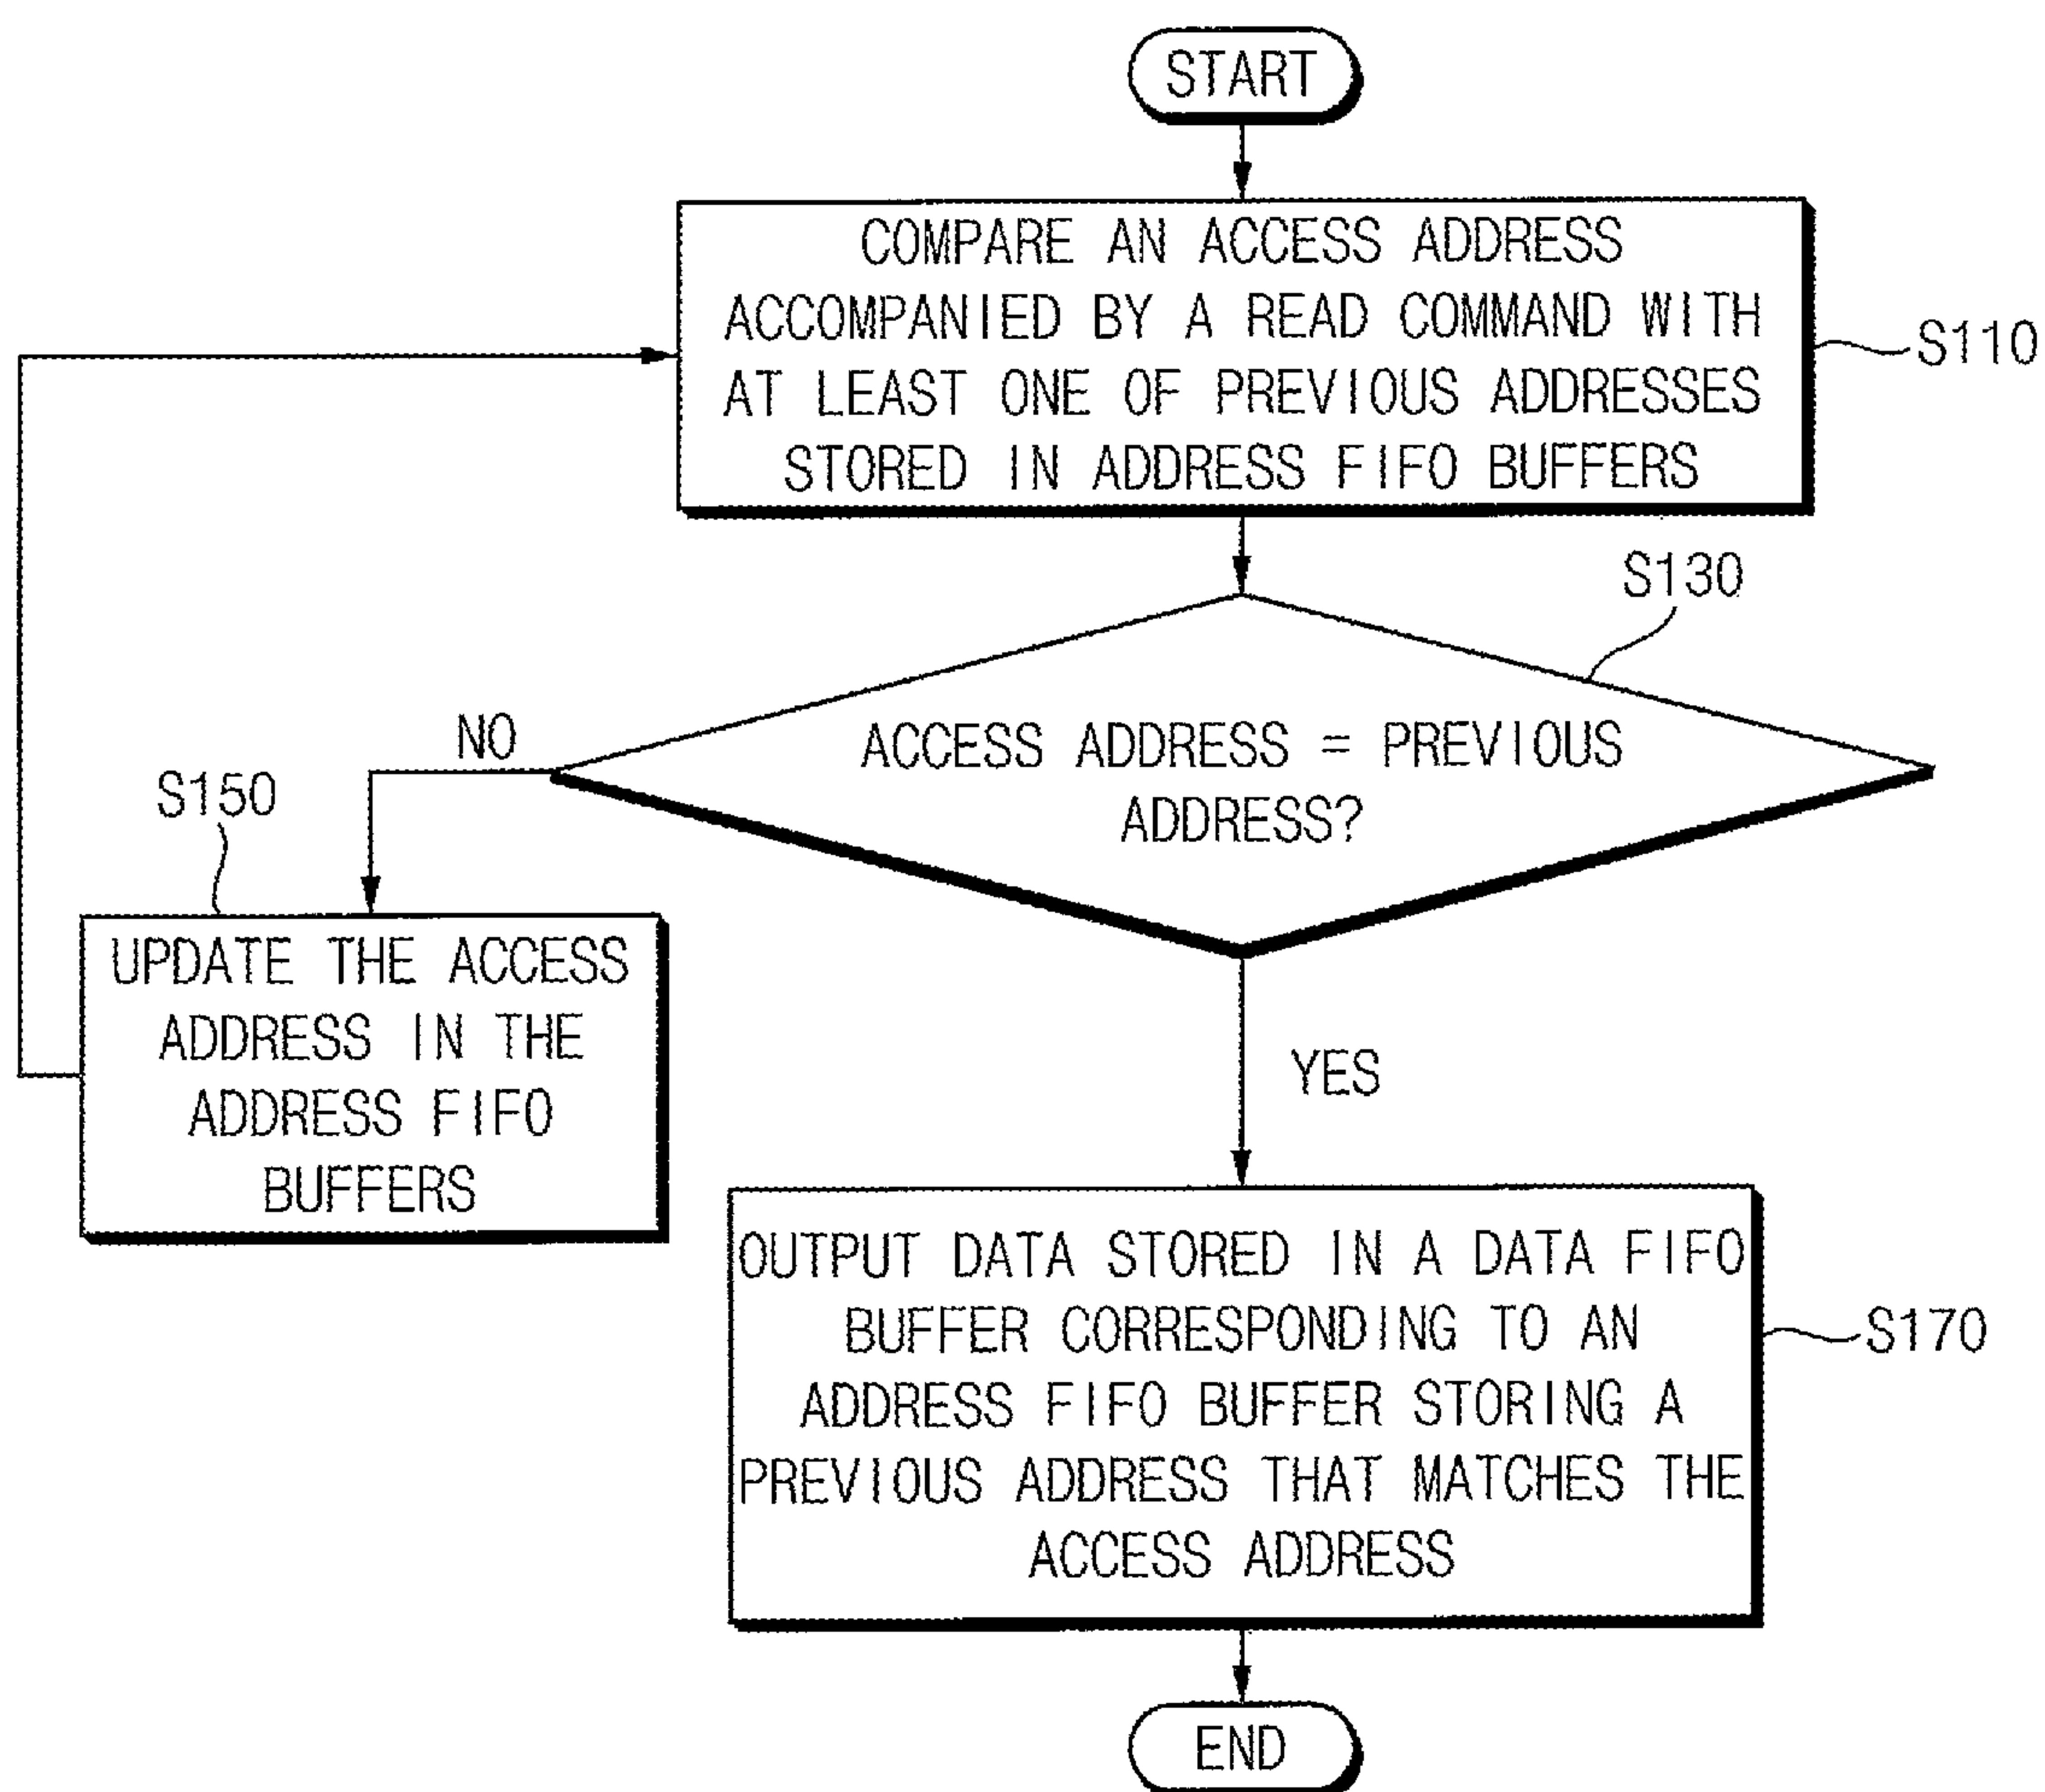 START
COMPARE AN ACCESS ADDRESS
ACCOMPANIED BY A READ COMMAND WITH
AT LEAST ONE OF PREVIOUS ADDRESSES
STORED IN ADDRESS FIFO BUFFERS
S110
S130
ACCESS ADDRESS = PREVIOUS
ADDRESS?
NO
S150
UPDATE THE ACCESS
ADDRESS IN THE
ADDRESS FIFO
BUFFERS
YES
OUTPUT DATA STORED IN A DATA FIFO
BUFFER CORRESPONDING TO AN
ADDRESS FIFO BUFFER STORING A
PREVIOUS ADDRESS THAT MATCHES THE
ACCESS ADDRESS
S170
END